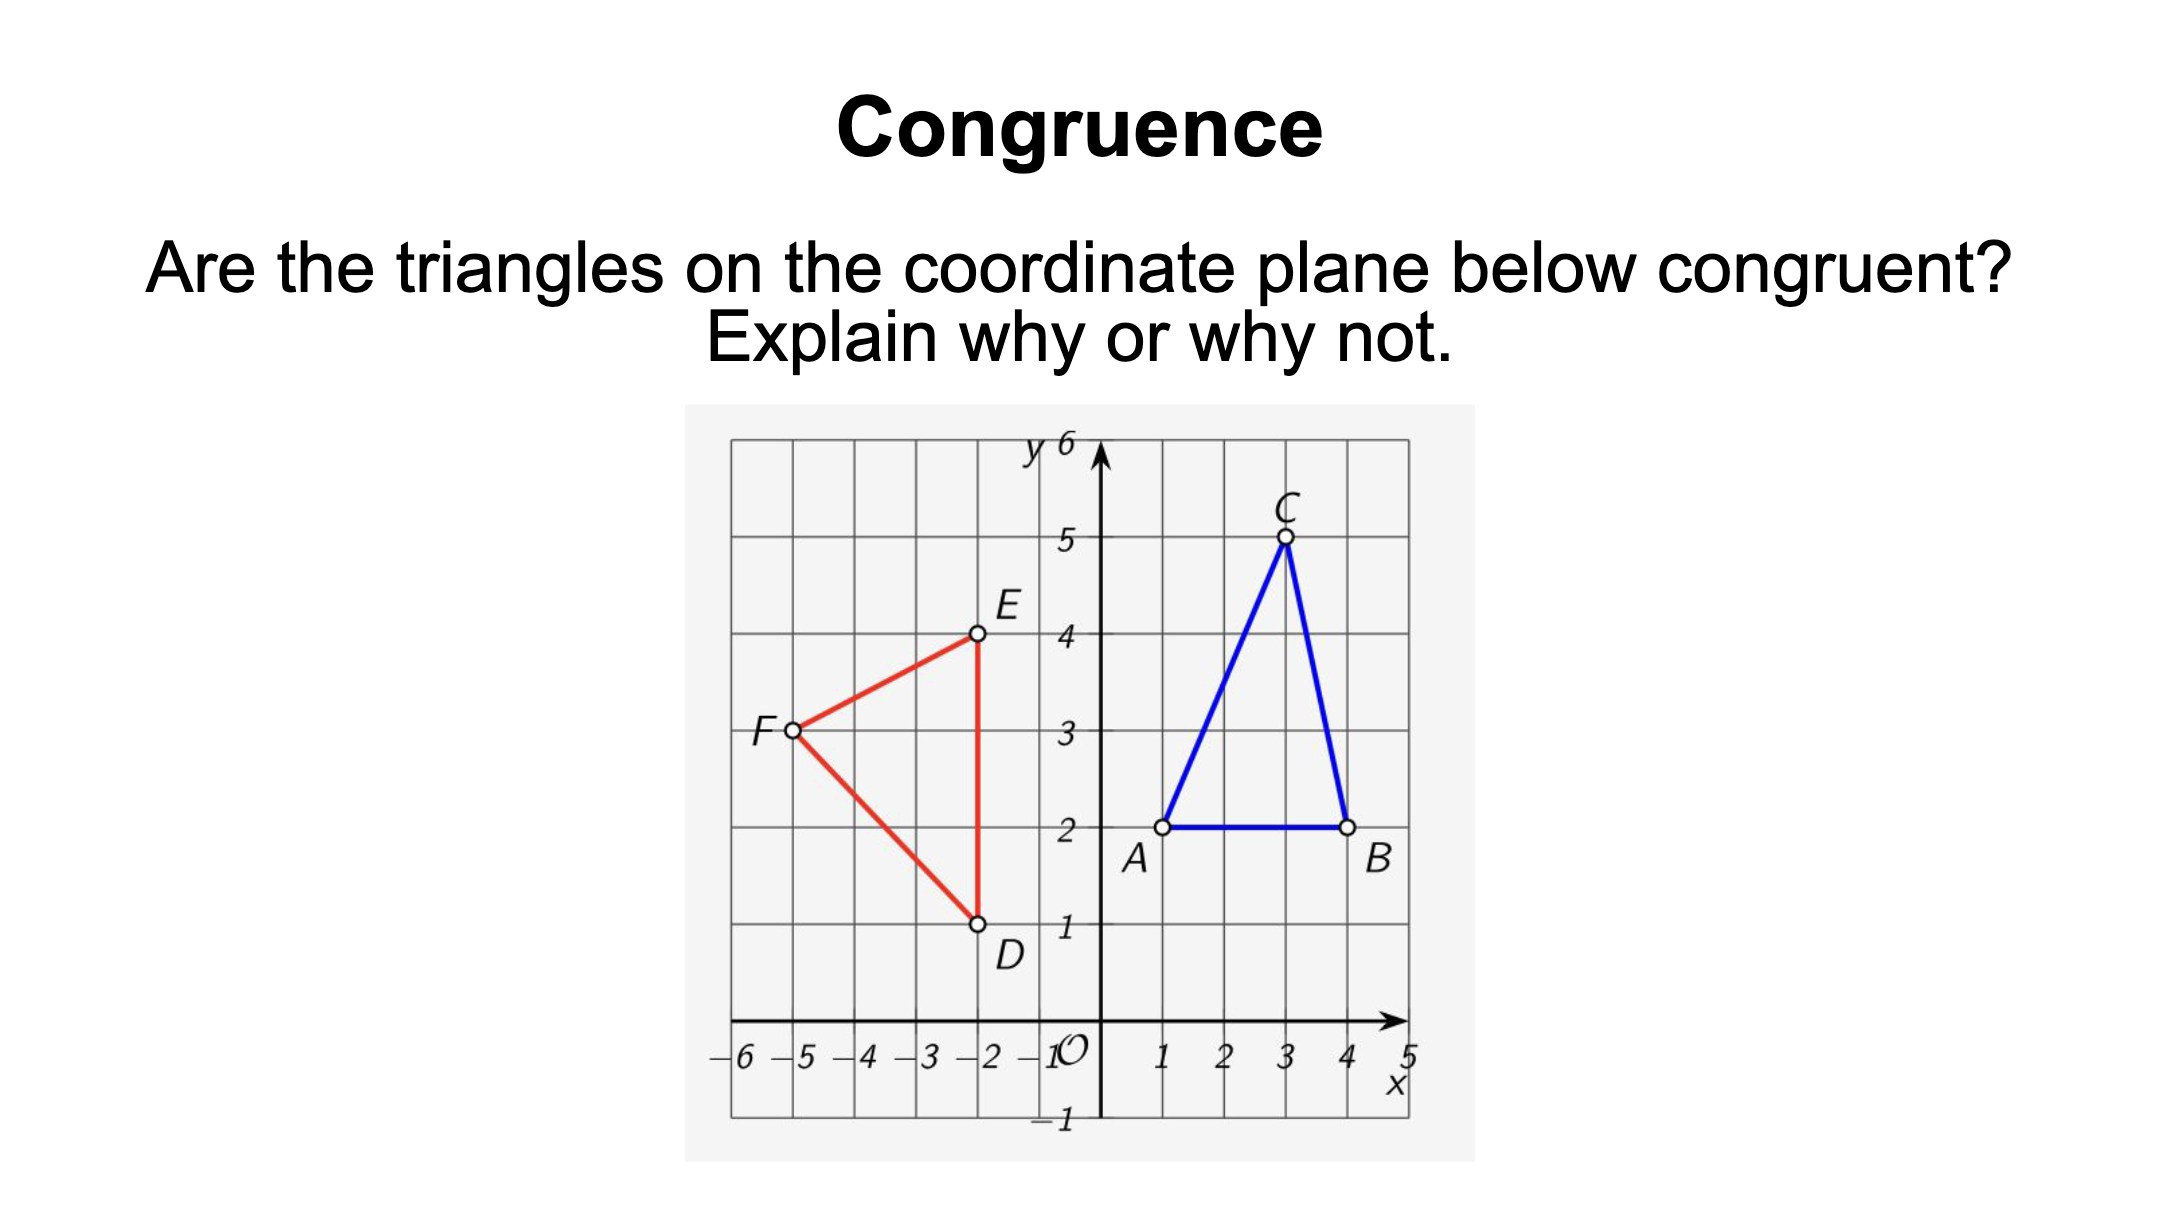 Congruence
Are the triangles on the coordinate plane below congruent?
Explain why or why not.
y 6
C
5
E
4
F 3
2
A B
1
D
−6 −5 −4 −3 −2 −1 O 1 2 3 4 5
x
−1